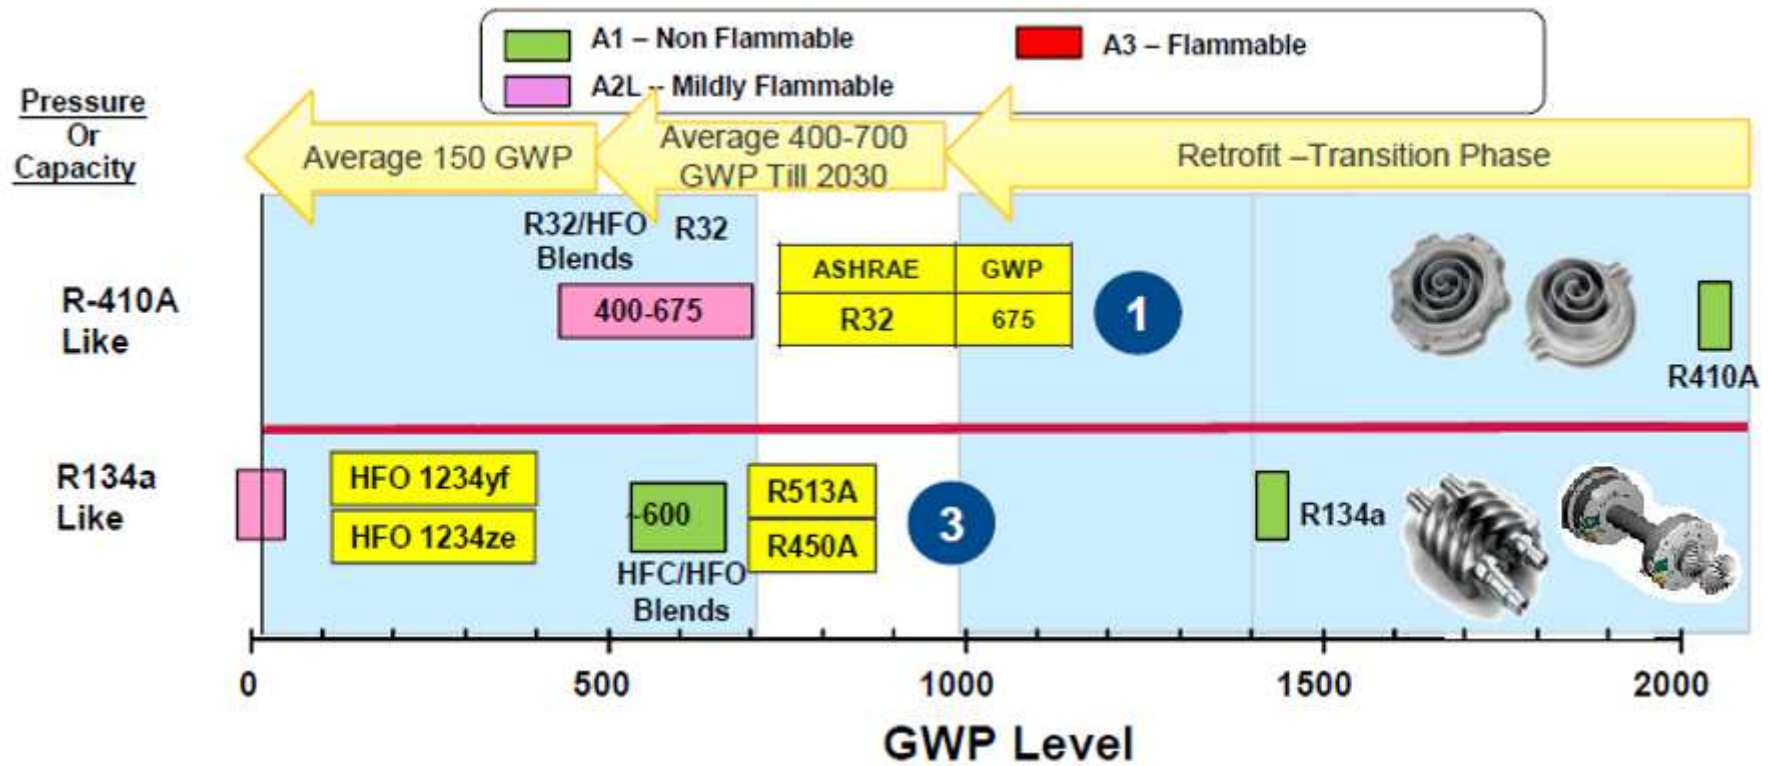 A1 – Non Flammable
A3 – Flammable
A2L – Mildly Flammable
Pressure
Or
Capacity
Average 150 GWP
Average 400-700
GWP Till 2030
Retrofit –Transition Phase
R-410A
Like
R32/HFO
Blends
R32
400-675
ASHRAE GWP
R32 675
1
R410A
R134a
Like
HFO 1234yf
HFO 1234ze
~600
HFC/HFO
Blends
R513A
R450A
3
R134a
0 500 1000 1500 2000
GWP Level